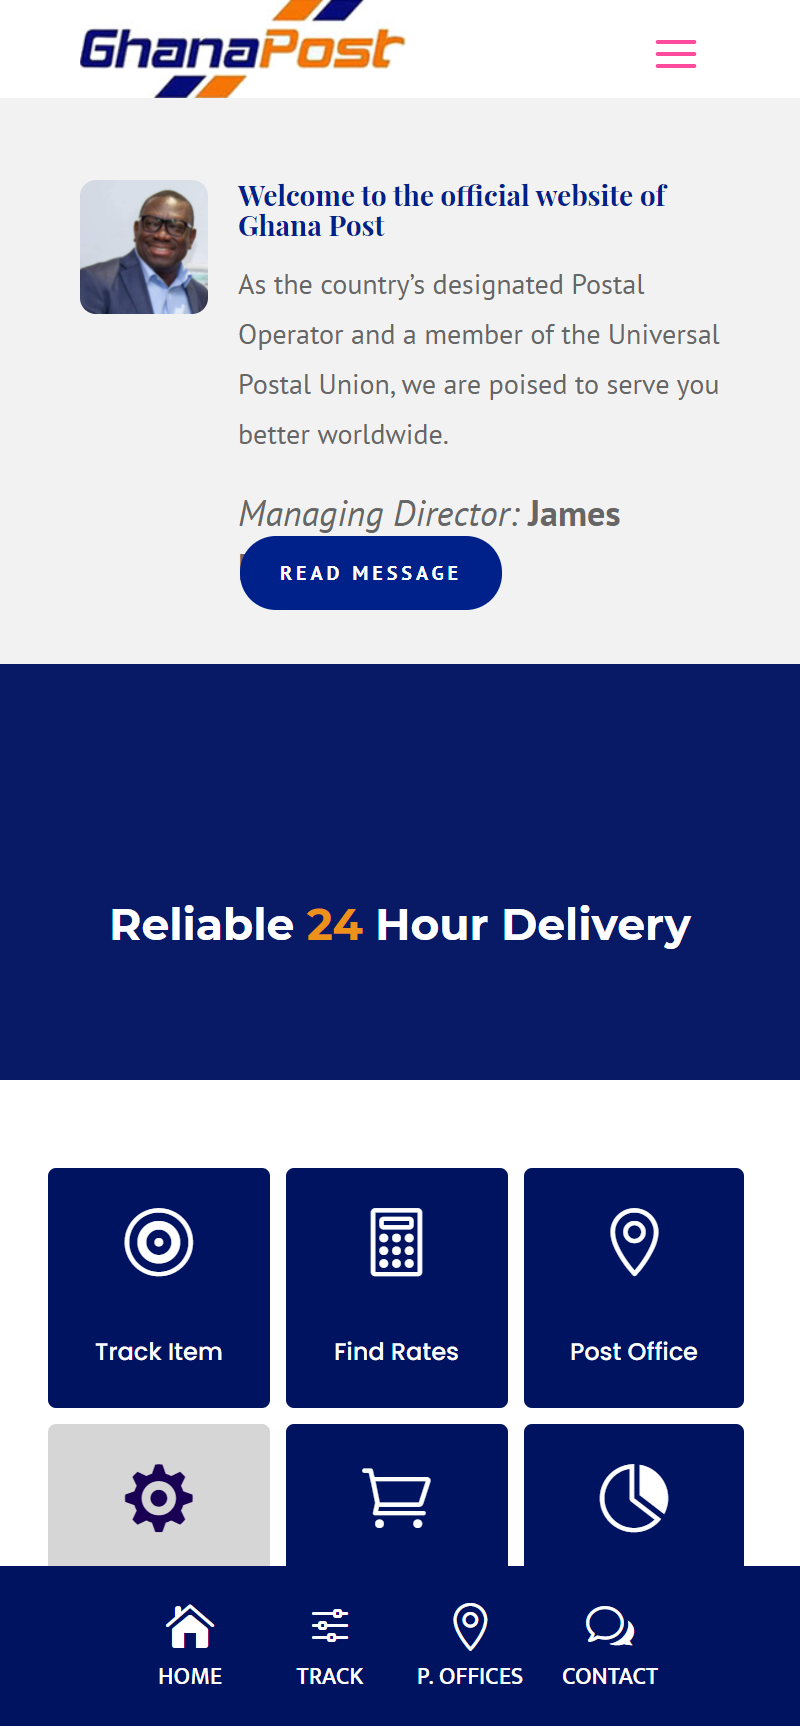 GhanaPost
Welcome to the official website of
Ghana Post
As the country’s designated Postal
Operator and a member of the Universal
Postal Union, we are poised to serve you
better worldwide.
Managing Director: James
READ MESSAGE
Reliable 24 Hour Delivery
Track Item
Find Rates
Post Office
HOME
TRACK
P. OFFICES
CONTACT